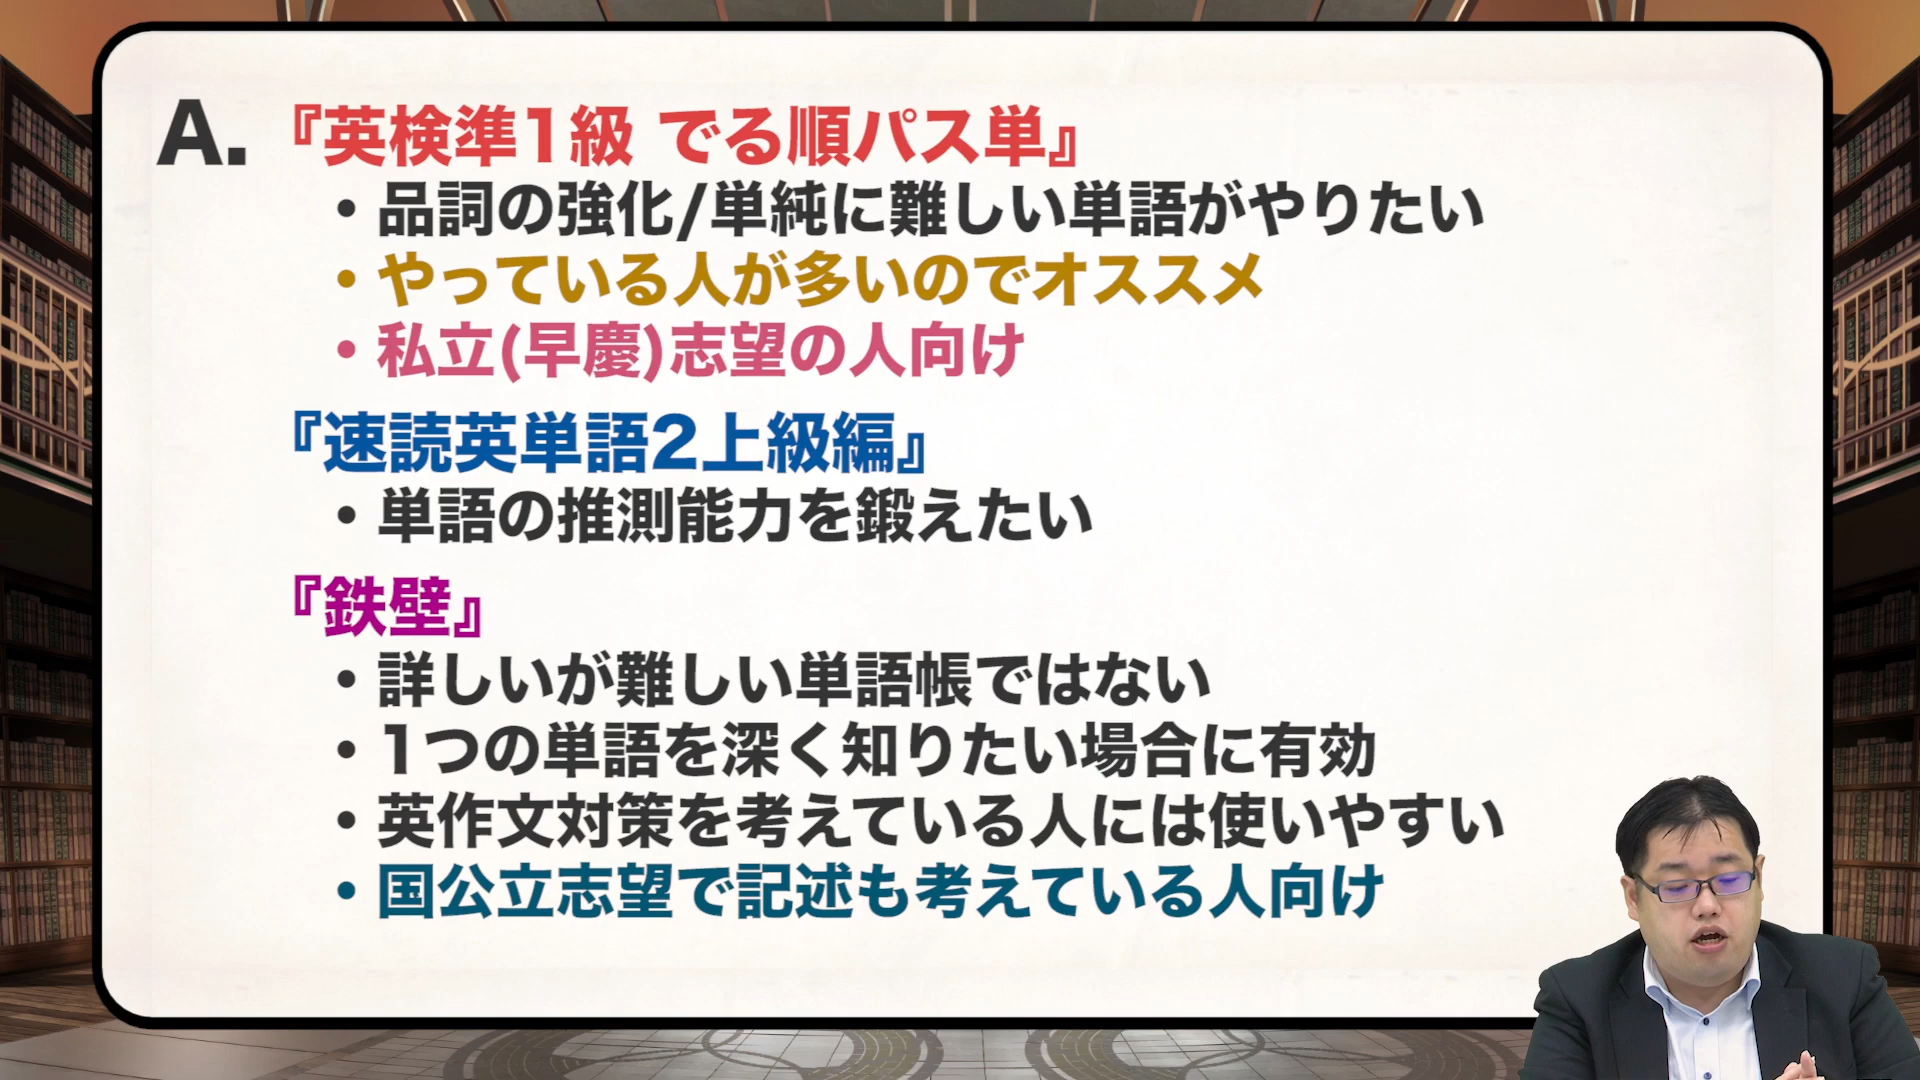 A. 『英検準1級 でる順パス単』
・品詞の強化/単純に難しい単語がやりたい
・やっている人が多いのでオススメ
・私立(早慶)志望の人向け
『速読英単語2上級編』
・単語の推測能力を鍛えたい
『鉄壁』
・詳しいが難しい単語帳ではない
・1つの単語を深く知りたい場合に有効
・英作文対策を考えている人には使いやすい
・国公立志望で記述も考えている人向け